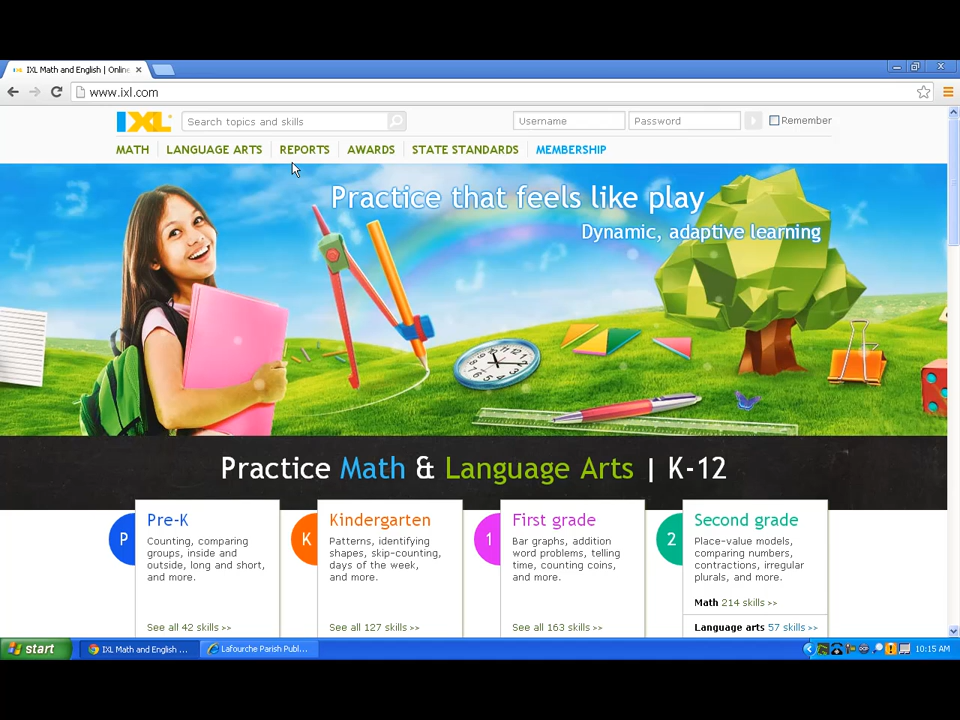 IXL Math and English | Online
www.ixl.com
IXL
Search topics and skills
Username
Password
Remember
MATH
LANGUAGE ARTS
REPORTS
AWARDS
STATE STANDARDS
MEMBERSHIP
Practice that feels like play
Dynamic, adaptive learning
Practice Math & Language Arts | K-12
P
Pre-K
Counting, comparing
groups, inside and
outside, long and short,
and more.
See all 42 skills >>
K
Kindergarten
Patterns, identifying
shapes, skip-counting,
days of the week,
and more.
See all 127 skills >>
1
First grade
Bar graphs, addition
word problems, telling
time, counting coins,
and more.
See all 163 skills >>
2
Second grade
Place-value models,
comparing numbers,
contractions, irregular
plurals, and more.
Math 214 skills >>
Language arts 57 skills >>
start
IXL Math and English ...
Lafourche Parish Publ...
10:15 AM